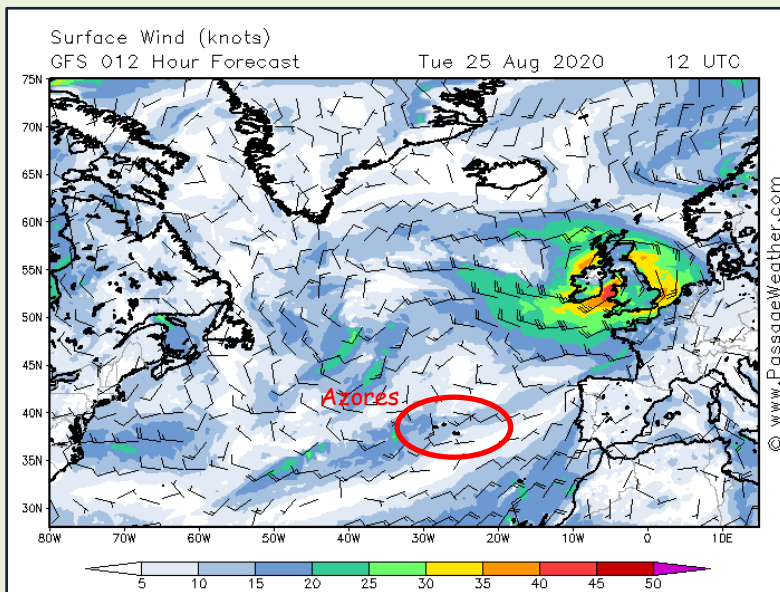 Surface Wind (knots)
GFS 012 Hour Forecast Tue 25 Aug 2020 12 UTC
75N
70N
65N
60N
55N
50N
45N
Azores
40N
35N
30N
80W 70W 60W 50W 40W 30W 20W 10W 0 10E
5 10 15 20 25 30 35 40 45 50
© www.PassageWeather.com